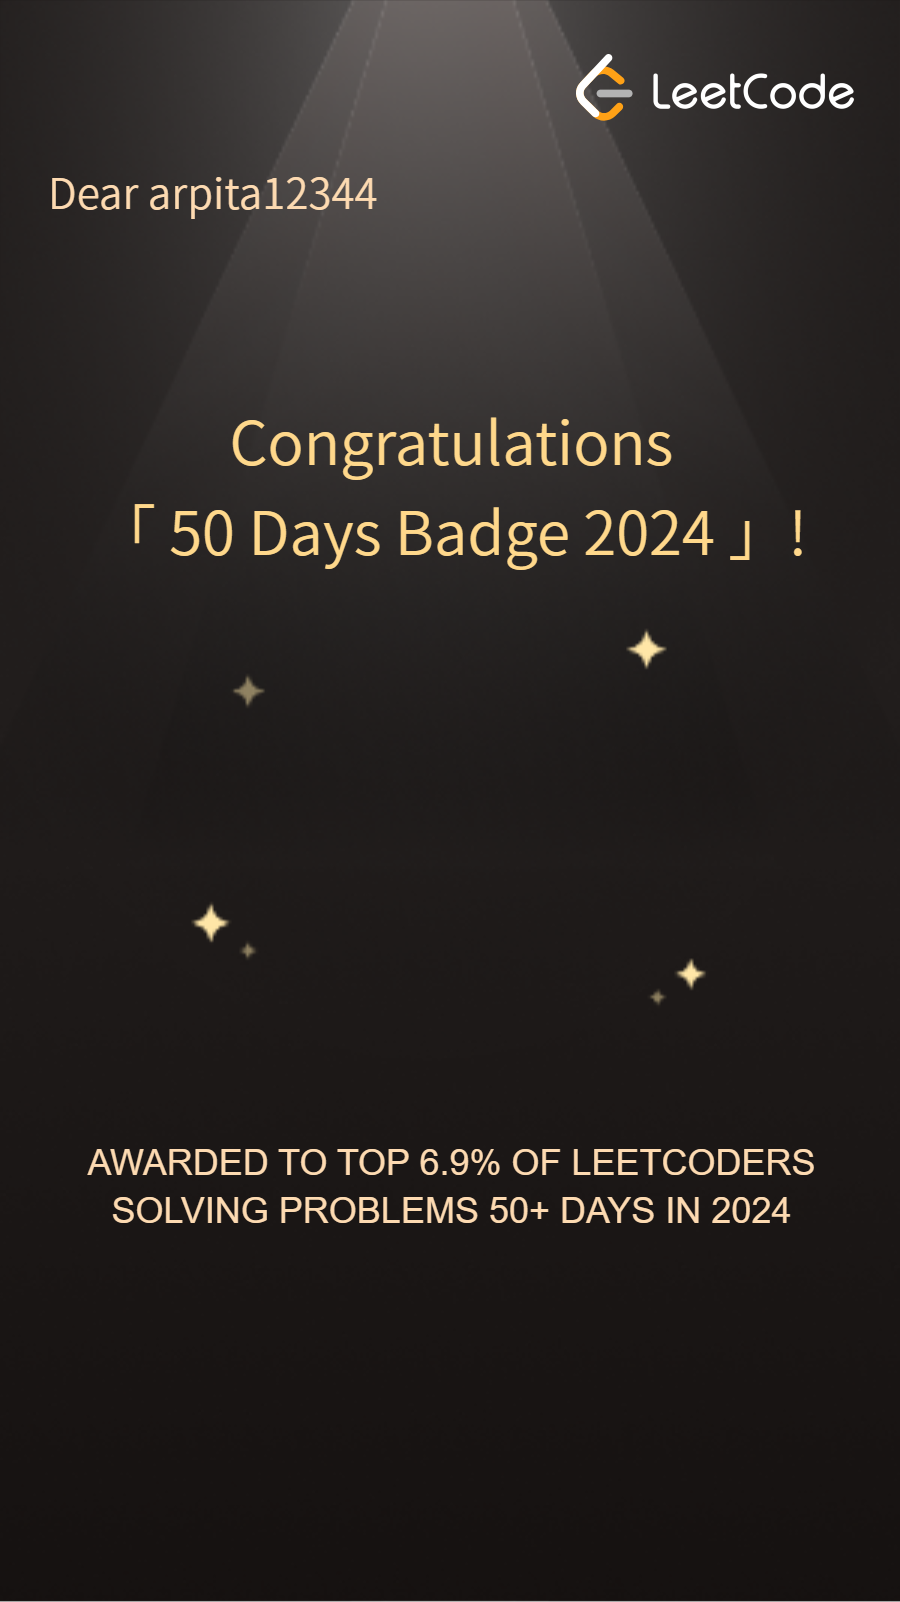 LeetCode
Dear arpita12344
Congratulations
「 50 Days Badge 2024 」!
AWARDED TO TOP 6.9% OF LEETCODERS
SOLVING PROBLEMS 50+ DAYS IN 2024